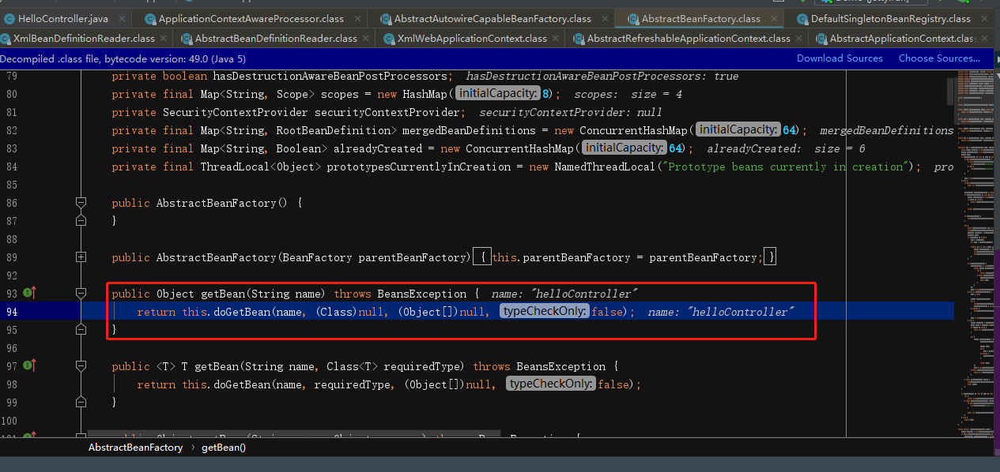 HelloController.java ApplicationContextAwareProcessor.class AbstractAutowireCapableBeanFactory.class AbstractBeanFactory.class DefaultSingletonBeanRegistry.class
XmlBeanDefinitionReader.class AbstractBeanDefinitionReader.class XmlWebApplicationContext.class AbstractRefreshableApplicationContext.class AbstractApplicationContext.clas
Decompiled .class file, bytecode version: 49.0 (Java 5) Download Sources Choose Sources...
79 private boolean hasDestructionAwareBeanPostProcessors; hasDestructionAwareBeanPostProcessors: true
80 private final Map<String, Scope> scopes = new HashMap( initialCapacity: 8); scopes: size = 4
81 private SecurityContextProvider securityContextProvider; securityContextProvider: null
82 private final Map<String, RootBeanDefinition> mergedBeanDefinitions = new ConcurrentHashMap( initialCapacity: 64); mergedBeanDefinitions
83 private final Map<String, Boolean> alreadyCreated = new ConcurrentHashMap( initialCapacity: 64); alreadyCreated: size = 6
84 private final ThreadLocal<Object> prototypesCurrentlyInCreation = new NamedThreadLocal("Prototype beans currently in creation"); pro
85
86 public AbstractBeanFactory() {
87 }
88
89 public AbstractBeanFactory(BeanFactory parentBeanFactory) { this.parentBeanFactory = parentBeanFactory; }
92
93 public Object getBean(String name) throws BeansException { name: "helloController"
94 return this.doGetBean(name, (Class)null, (Object[])null, typeCheckOnly: false); name: "helloController"
95 }
96
97 public <T> T getBean(String name, Class<T> requiredType) throws BeansException {
98 return this.doGetBean(name, requiredType, (Object[])null, typeCheckOnly: false);
99 }
100
AbstractBeanFactory › getBean()